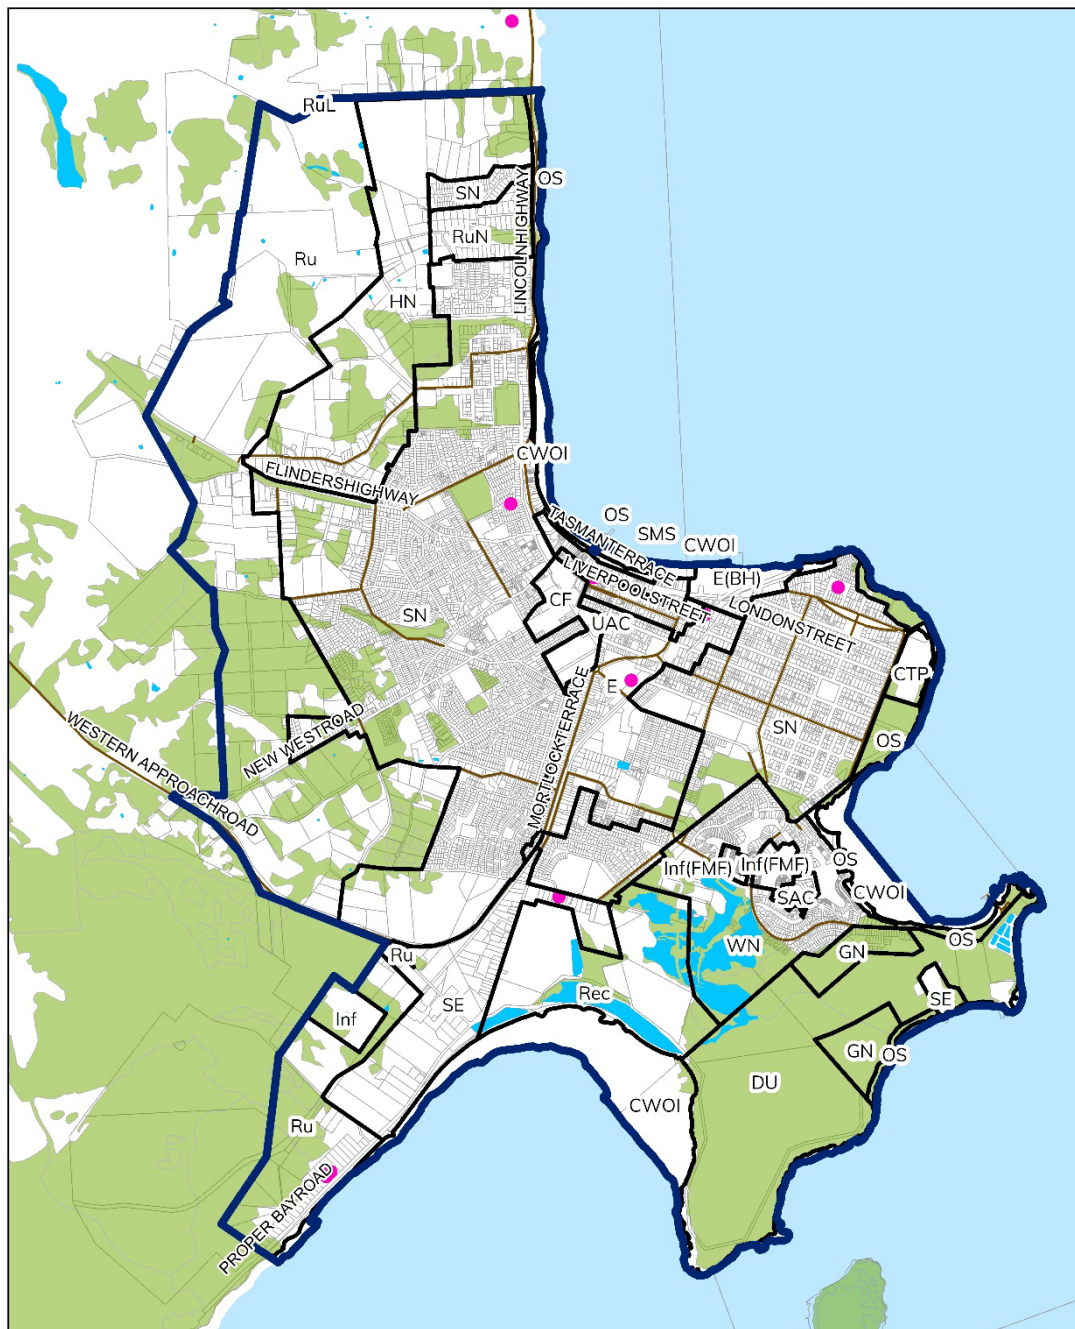 RuL
SN
OS
RuN
LINCOLNHIGHWAY
Ru
HN
CWOI
FLINDERSHIGHWAY
TASMANTERRACE
OS
SMS
CWOI
E(BH)
LIVERPOOLSTREET
LONDONSTREET
CF
UAC
SN
CTP
E
SN
OS
NEW WESTROAD
MORTLOCK TERRACE
WESTERN APPROACHROAD
Inf(FMF)
Inf(FMF)
OS
SAC
CWOI
WN
GN
OS
Ru
SE
Rec
SE
Inf
GN
OS
DU
CWOI
Ru
PROPER BAYROAD